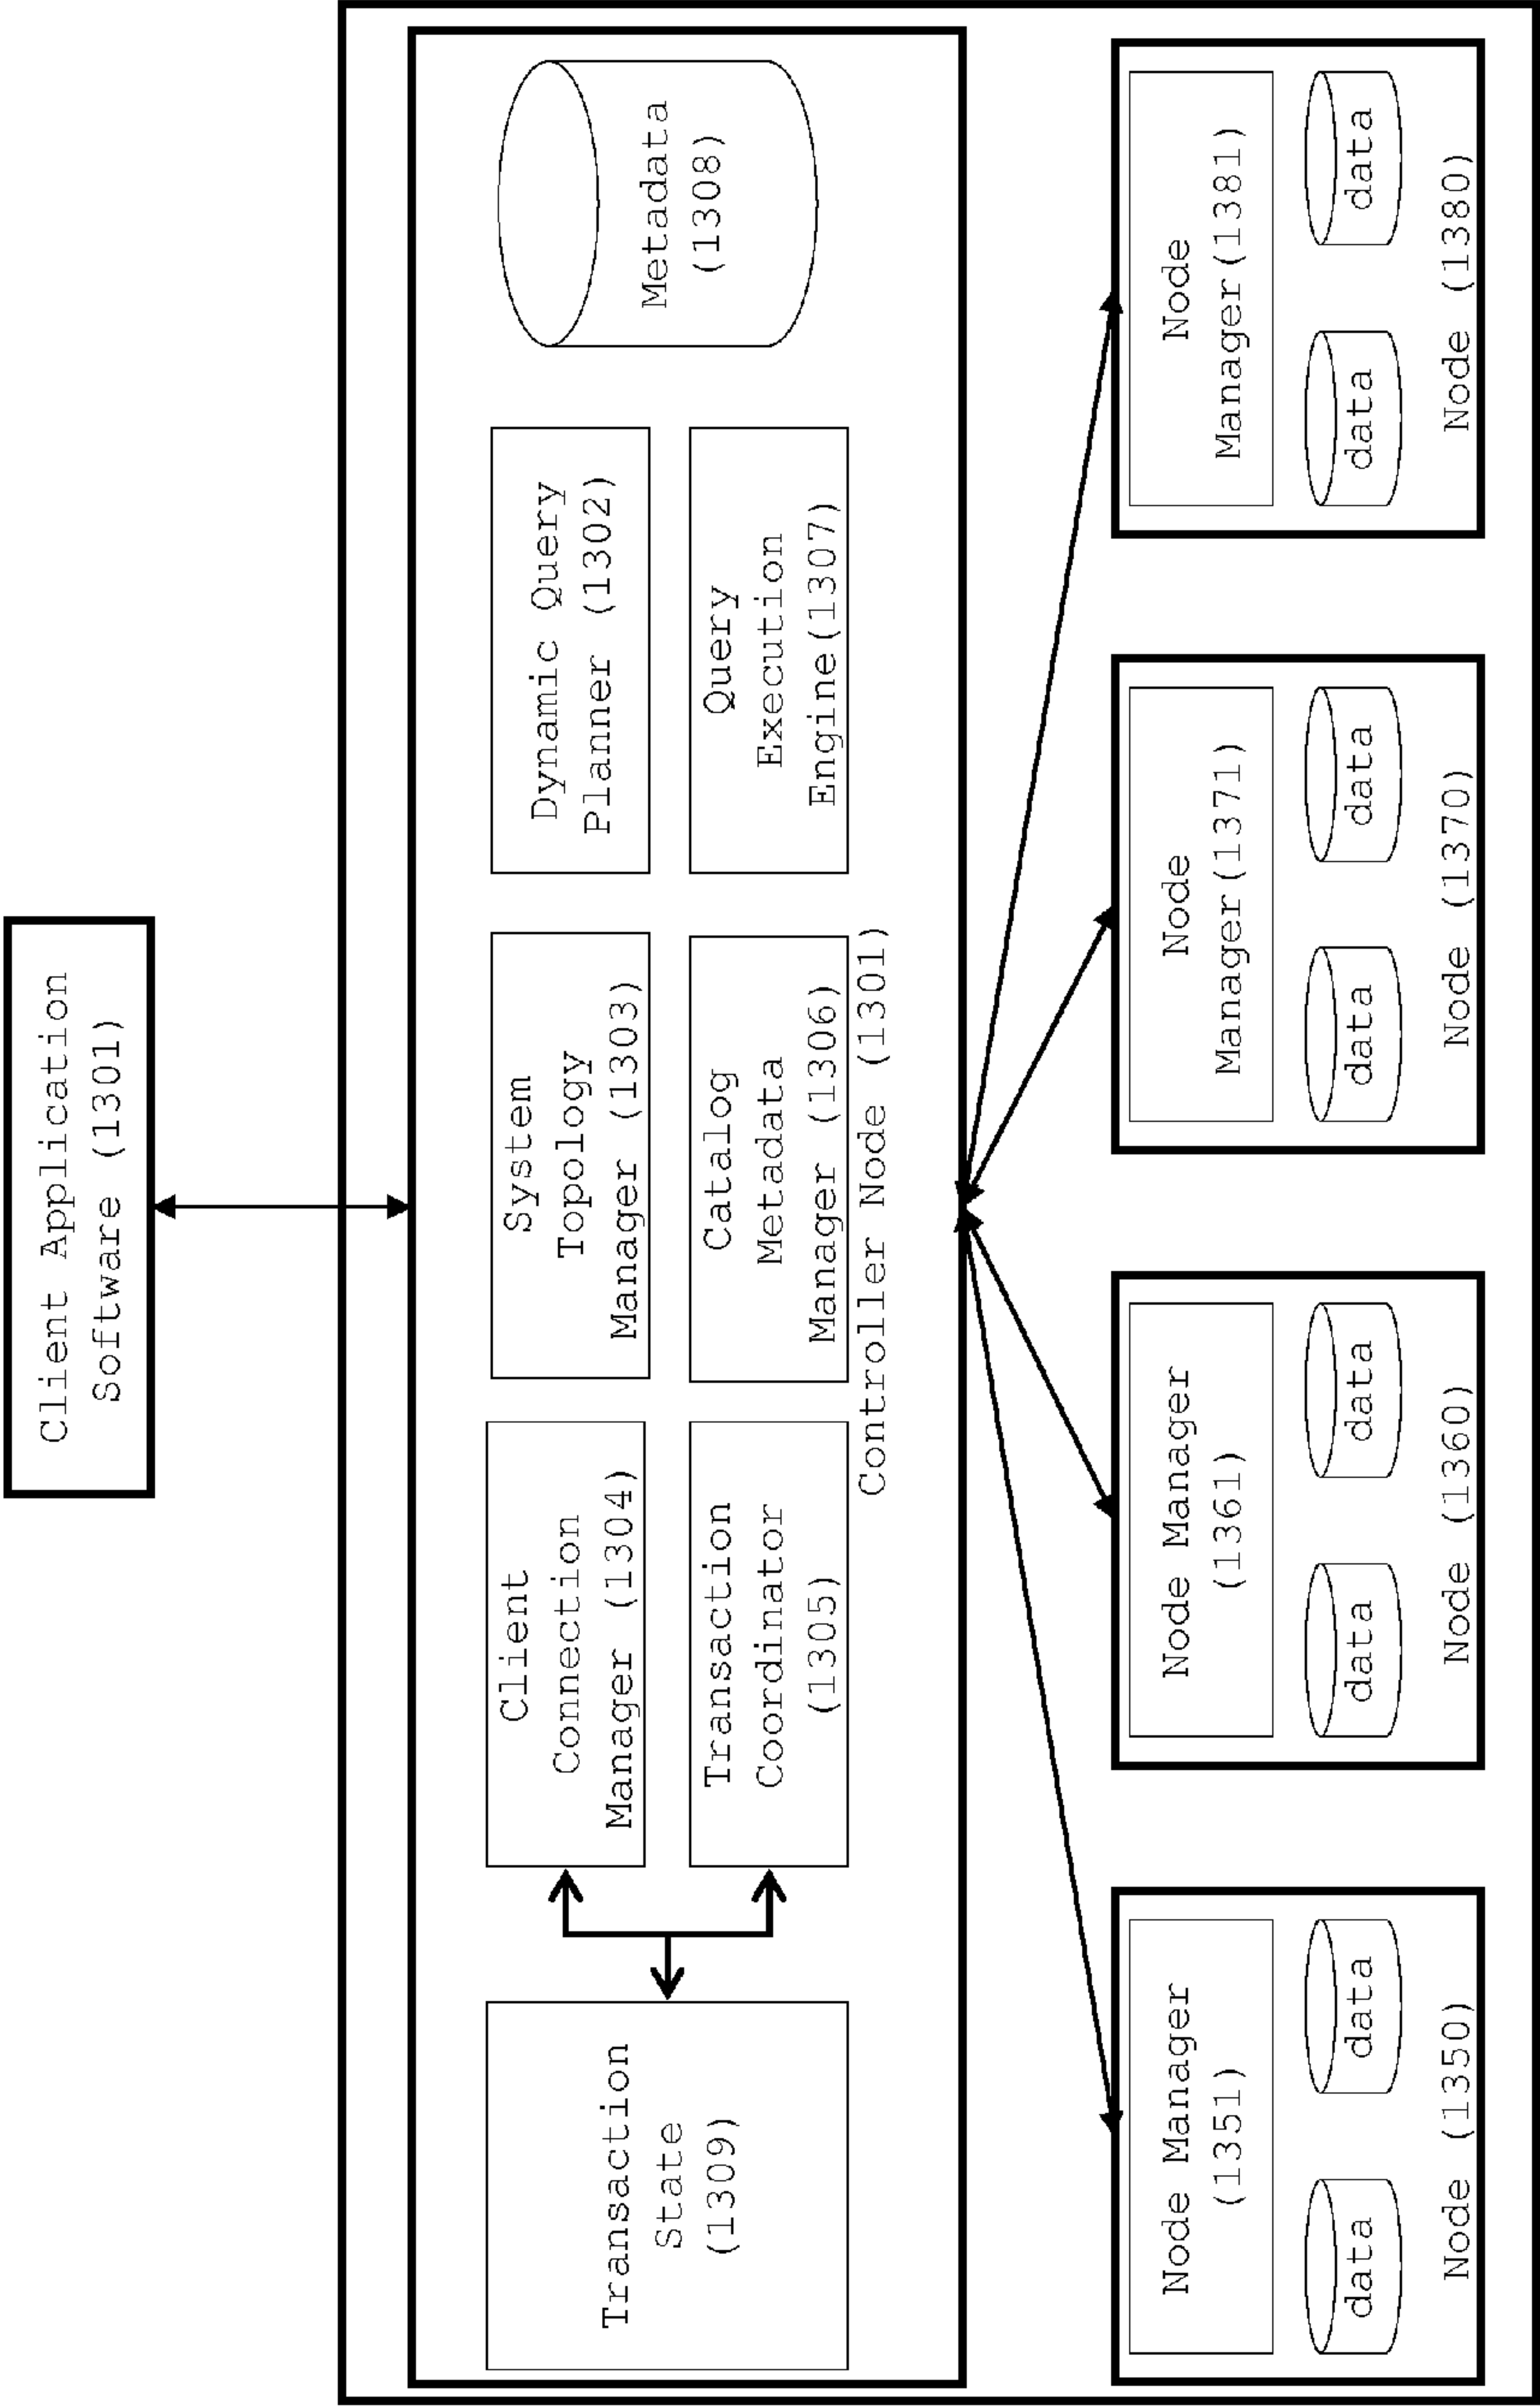 Client Application
Software (1301)
Transaction
State
(1309)
Client
Connection
Manager (1304)
Transaction
Coordinator
(1305)
System
Topology
Manager (1303)
Catalog
Metadata
Manager (1306)
Dynamic Query
Planner (1302)
Query
Execution
Engine(1307)
Metadata
(1308)
Controller Node (1301)
Node Manager
(1351)
data
data
Node (1350)
Node Manager
(1361)
data
data
Node (1360)
Node
Manager(1371)
data
data
Node (1370)
Node
Manager(1381)
data
data
Node (1380)